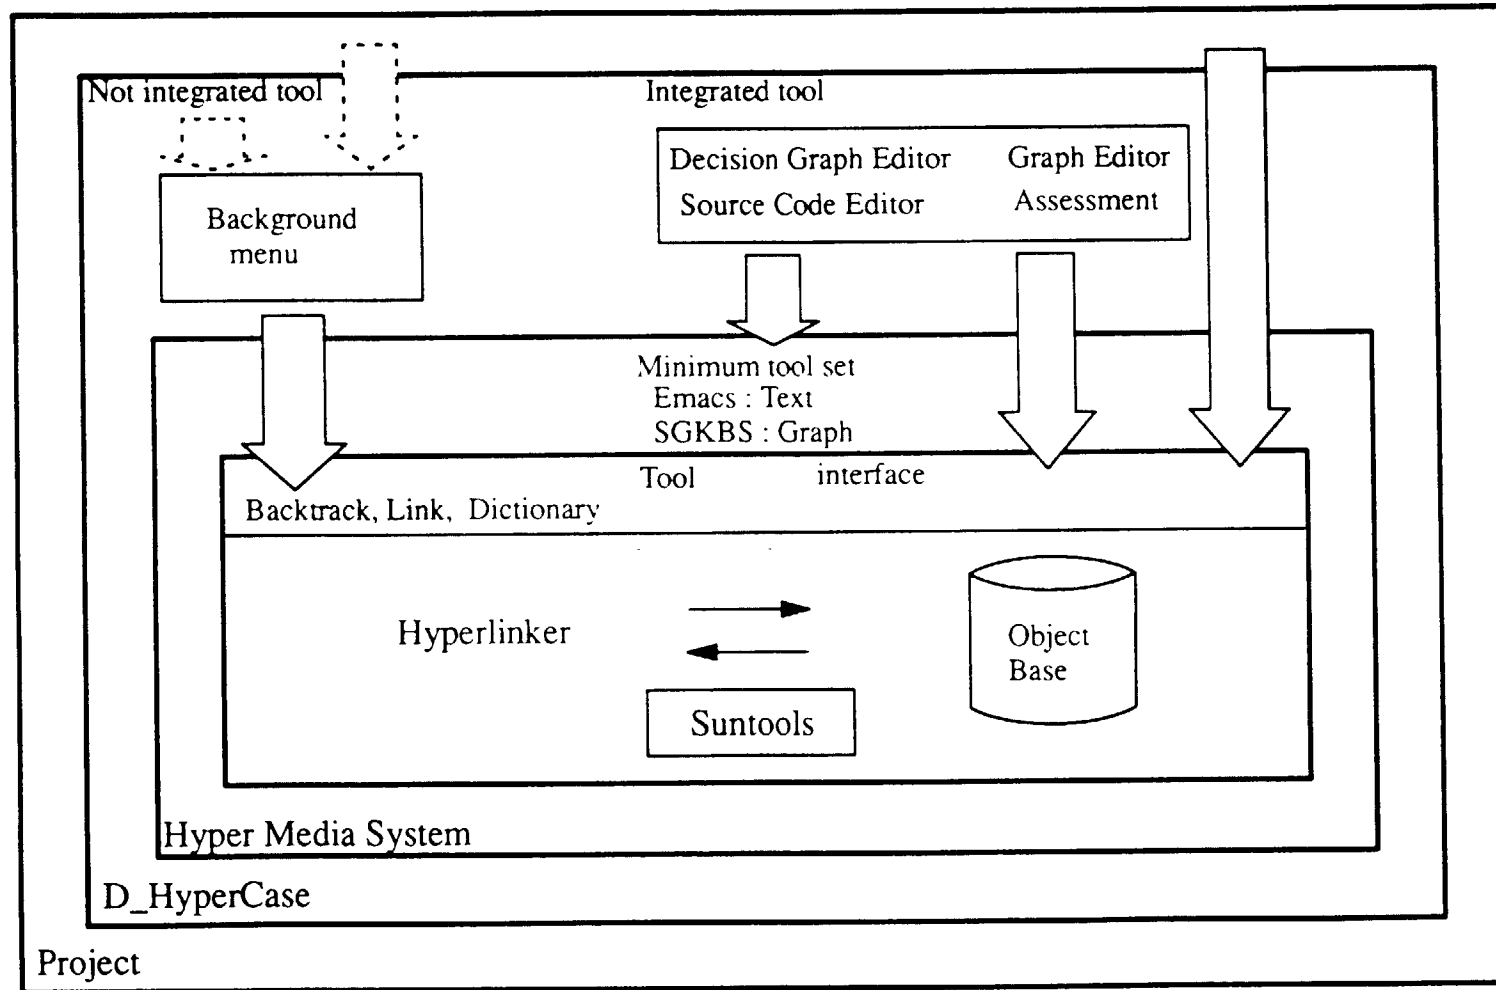 Not integrated tool
Integrated tool
Decision Graph Editor Graph Editor
Source Code Editor Assessment
Background
menu
Minimum tool set
Emacs : Text
SGKBS : Graph
Tool interface
Backtrack, Link, Dictionary
Hyperlinker
Object
Base
Suntools
Hyper Media System
D_HyperCase
Project